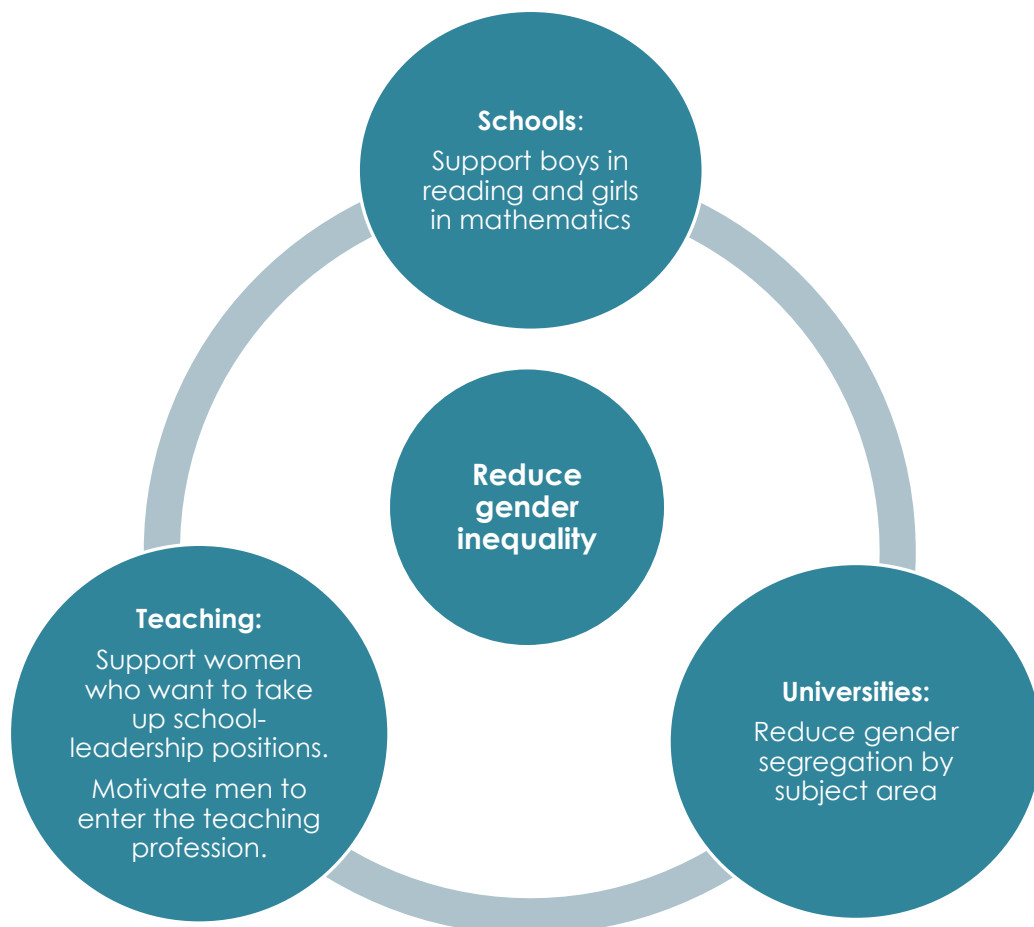 Schools:
Support boys in
reading and girls
in mathematics
Reduce
gender
inequality
Teaching:
Support women
who want to take
up school-
leadership positions.
Motivate men to
enter the teaching
profession.
Universities:
Reduce gender
segregation by
subject area